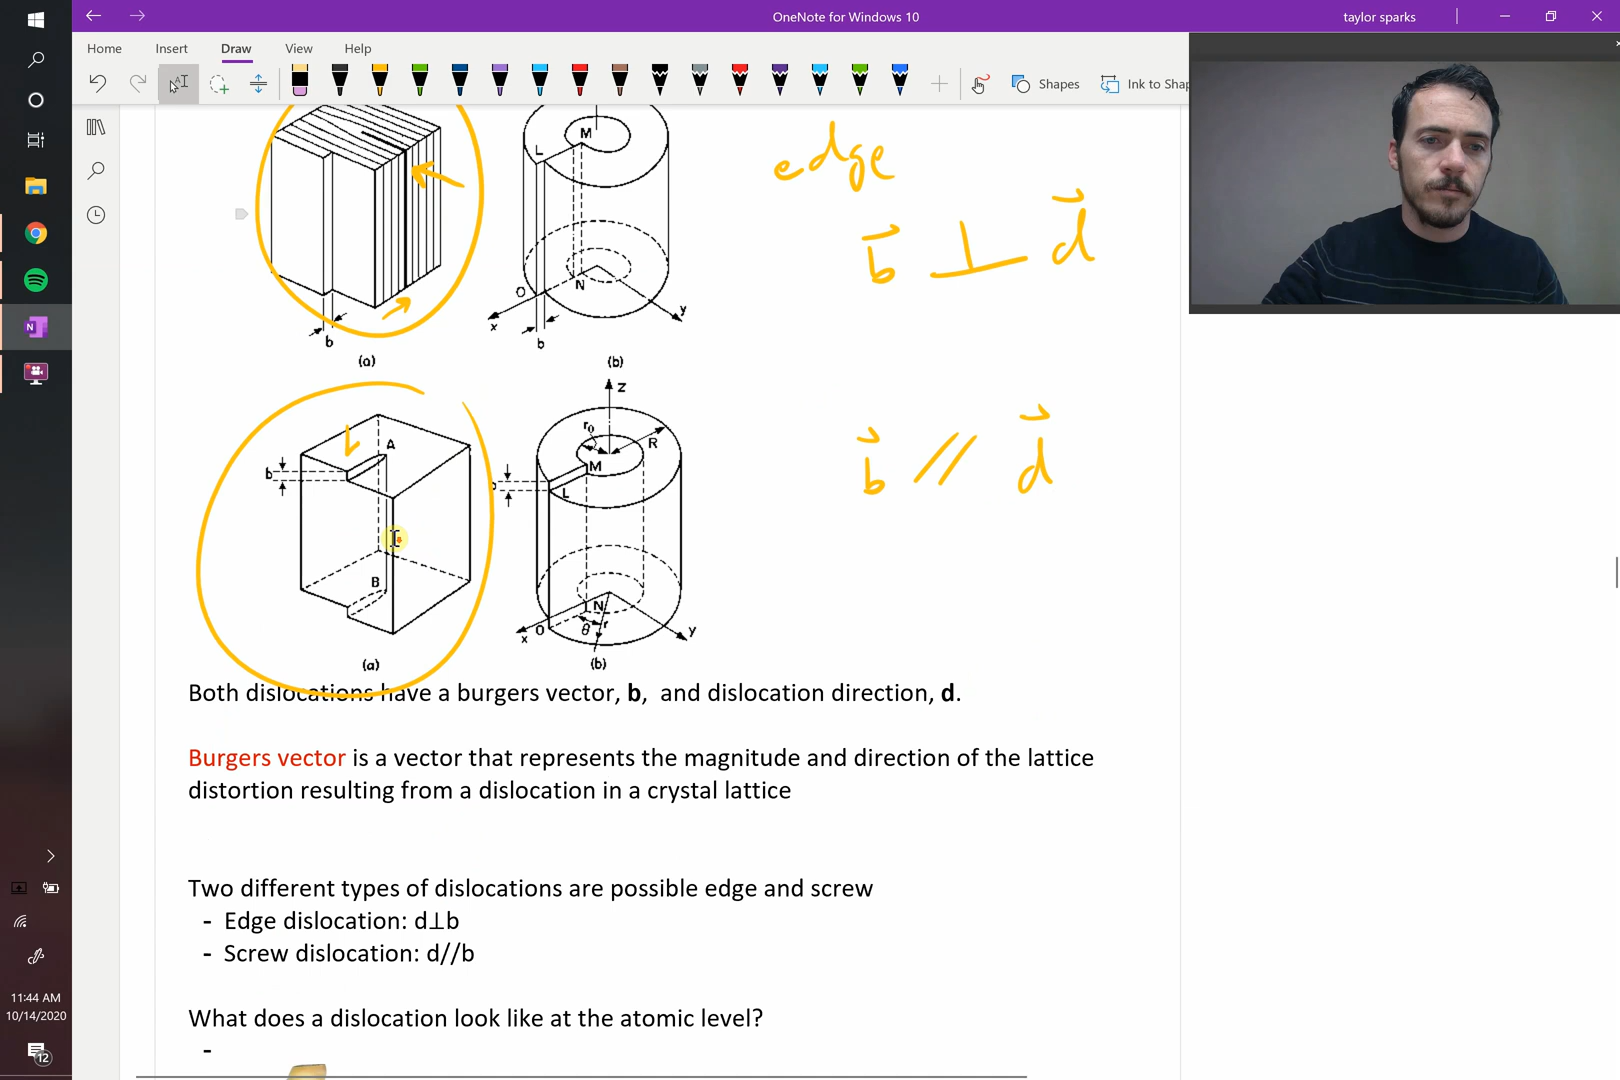 OneNote for Windows 10
taylor sparks
Home Insert Draw View Help
Shapes
Ink to Shap
M
L
O
N
x
y
b
b
(a)
(b)
edge
b ⊥ d
z
A
b
r₀
R
M
L
B
N
O
θ
r
x
y
(a)
(b)
b // d
Both dislocations have a burgers vector, b, and dislocation direction, d.
Burgers vector is a vector that represents the magnitude and direction of the lattice
distortion resulting from a dislocation in a crystal lattice
Two different types of dislocations are possible edge and screw
- Edge dislocation: d⊥b
- Screw dislocation: d//b
What does a dislocation look like at the atomic level?
-
11:44 AM
10/14/2020
12